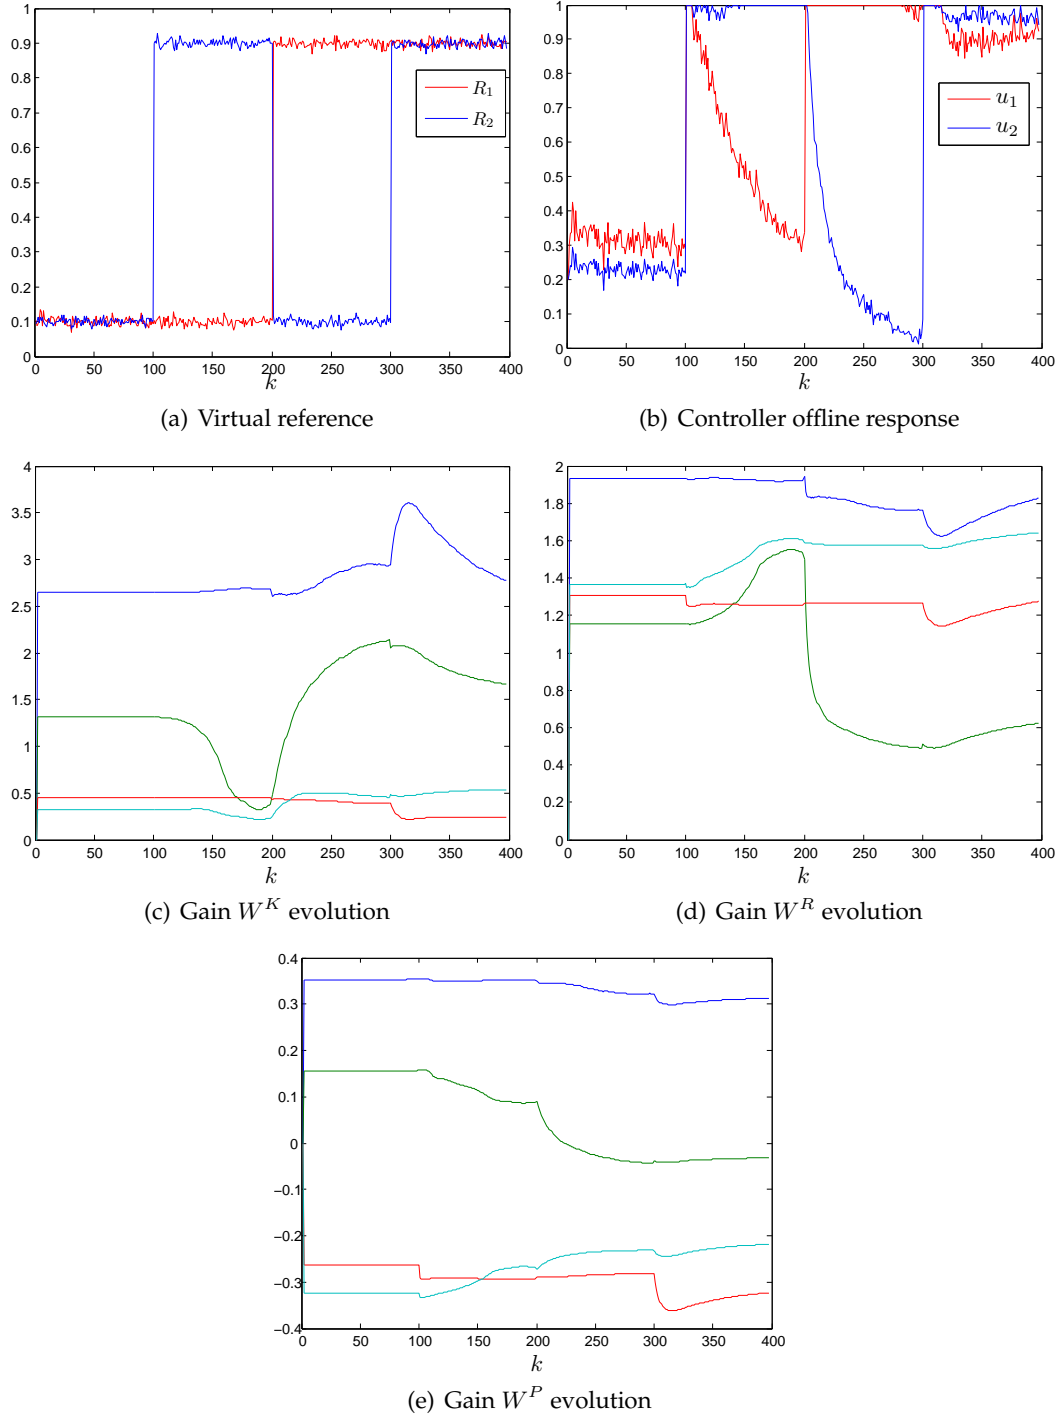 1
0.9
0.8
0.7
0.6
0.5
0.4
0.3
0.2
0.1
0
0 50 100 150 200 250 300 350 400
k
R₁
R₂
(a) Virtual reference
1
0.9
0.8
0.7
0.6
0.5
0.4
0.3
0.2
0.1
0
0 50 100 150 200 250 300 350 400
k
u₁
u₂
(b) Controller offline response
4
3.5
3
2.5
2
1.5
1
0.5
0
0 50 100 150 200 250 300 350 400
k
(c) Gain Wᴷ evolution
2
1.8
1.6
1.4
1.2
1
0.8
0.6
0.4
0.2
0
0 50 100 150 200 250 300 350 400
k
(d) Gain Wᴿ evolution
0.4
0.3
0.2
0.1
0
−0.1
−0.2
−0.3
−0.4
0 50 100 150 200 250 300 350 400
k
(e) Gain Wᴾ evolution